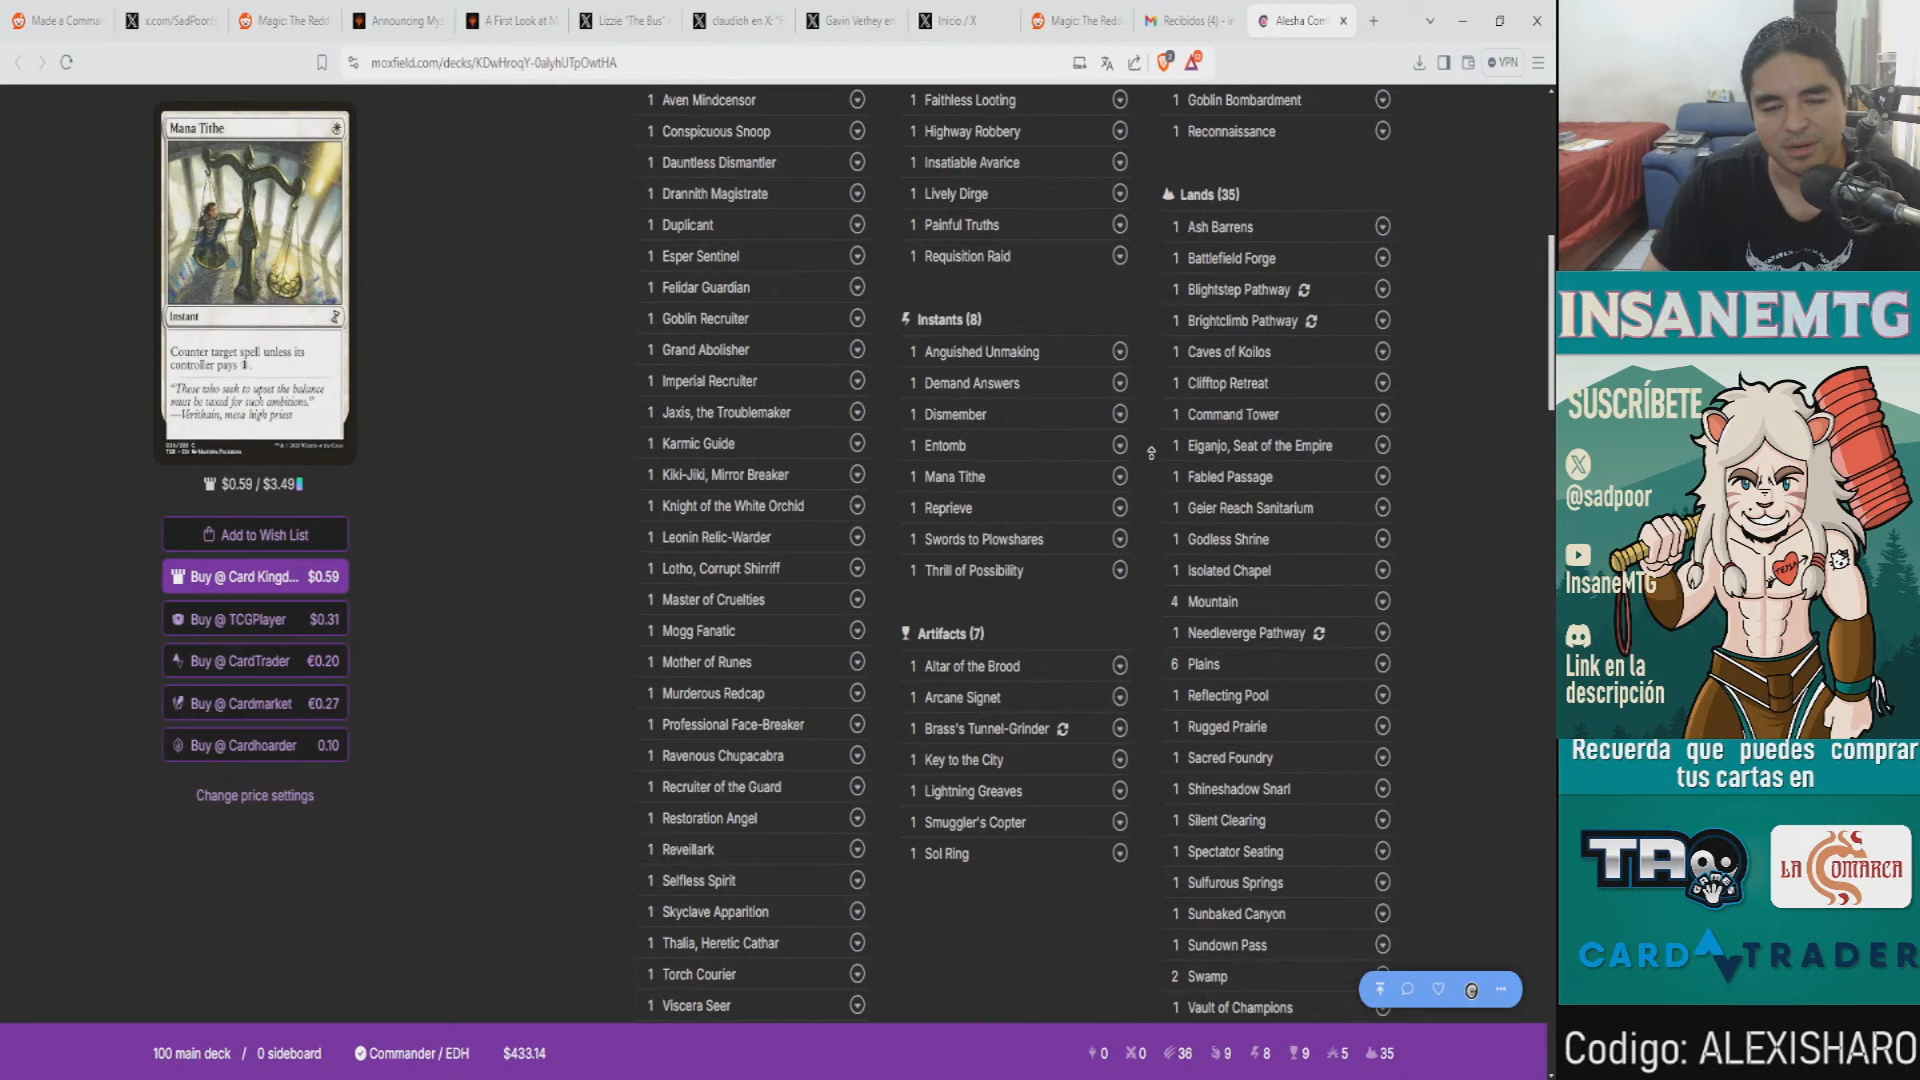 Made a Comman
x.com/SadPoor/s
Magic: The Redd
Announcing Mys
A First Look at M
Lizzie "The Bus"
claudioh en X: "F
Gavin Verhey en
Inicio / X
Magic: The Redd
Recibidos (4) - in
Alesha Com
moxfield.com/decks/KDwHroqY-0alyhUTpOwtHA
VPN
Mana Tithe
Instant
Counter target spell unless its
controller pays 1.
"Those who seek to upset the balance
must be taxed for such ambitions."
—Verithain, mesa high priest
$0.59 / $3.49
Add to Wish List
Buy @ Card Kingd... $0.59
Buy @ TCGPlayer $0.31
Buy @ CardTrader €0.20
Buy @ Cardmarket €0.27
Buy @ Cardhoarder 0.10
Change price settings
1 Aven Mindcensor
1 Conspicuous Snoop
1 Dauntless Dismantler
1 Drannith Magistrate
1 Duplicant
1 Esper Sentinel
1 Felidar Guardian
1 Goblin Recruiter
1 Grand Abolisher
1 Imperial Recruiter
1 Jaxis, the Troublemaker
1 Karmic Guide
1 Kiki-Jiki, Mirror Breaker
1 Knight of the White Orchid
1 Leonin Relic-Warder
1 Lotho, Corrupt Shirriff
1 Master of Cruelties
1 Mogg Fanatic
1 Mother of Runes
1 Murderous Redcap
1 Professional Face-Breaker
1 Ravenous Chupacabra
1 Recruiter of the Guard
1 Restoration Angel
1 Reveillark
1 Selfless Spirit
1 Skyclave Apparition
1 Thalia, Heretic Cathar
1 Torch Courier
1 Viscera Seer
1 Faithless Looting
1 Highway Robbery
1 Insatiable Avarice
1 Lively Dirge
1 Painful Truths
1 Requisition Raid
Instants (8)
1 Anguished Unmaking
1 Demand Answers
1 Dismember
1 Entomb
1 Mana Tithe
1 Reprieve
1 Swords to Plowshares
1 Thrill of Possibility
Artifacts (7)
1 Altar of the Brood
1 Arcane Signet
1 Brass's Tunnel-Grinder
1 Key to the City
1 Lightning Greaves
1 Smuggler's Copter
1 Sol Ring
1 Goblin Bombardment
1 Reconnaissance
Lands (35)
1 Ash Barrens
1 Battlefield Forge
1 Blightstep Pathway
1 Brightclimb Pathway
1 Caves of Koilos
1 Clifftop Retreat
1 Command Tower
1 Eiganjo, Seat of the Empire
1 Fabled Passage
1 Geier Reach Sanitarium
1 Godless Shrine
1 Isolated Chapel
4 Mountain
1 Needleverge Pathway
6 Plains
1 Reflecting Pool
1 Rugged Prairie
1 Sacred Foundry
1 Shineshadow Snarl
1 Silent Clearing
1 Spectator Seating
1 Sulfurous Springs
1 Sunbaked Canyon
1 Sundown Pass
2 Swamp
1 Vault of Champions
100 main deck / 0 sideboard
Commander / EDH
$433.14
0 0 36 9 8 9 5 35
INSANEMTG
SUSCRÍBETE
@sadpoor
InsaneMTG
Link en la
descripción
Recuerda que puedes comprar
tus cartas en
TAO
GAMES
LA COMARCA
CARD TRADER
Codigo: ALEXISHARO